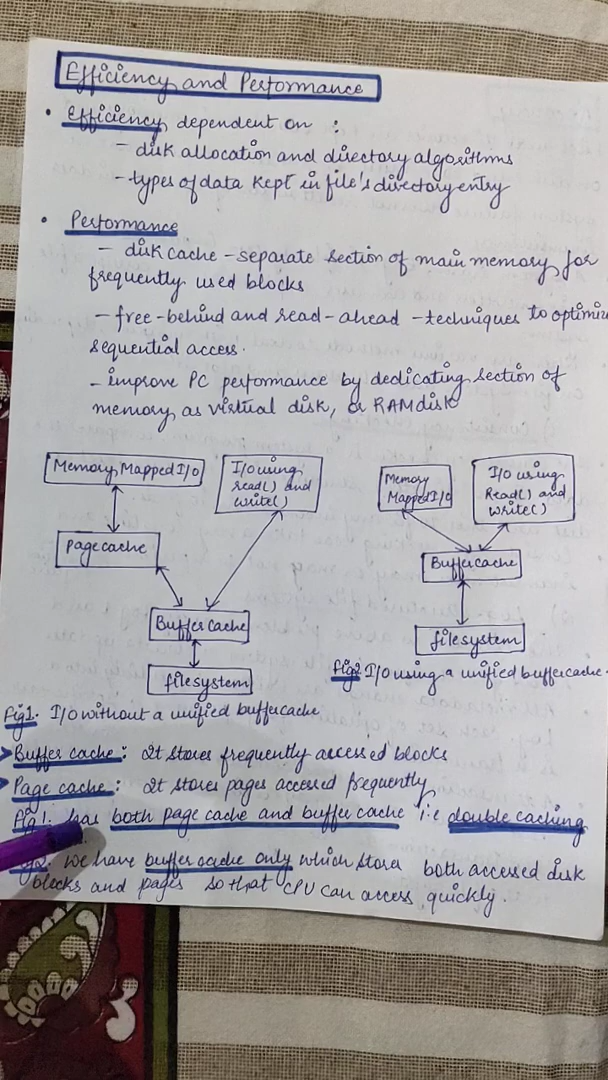 Efficiency and Performance
• Efficiency dependent on :
– disk allocation and directory algorithms
– types of data kept in file's directory entry
• Performance
– disk cache – separate section of main memory for
frequently used blocks
– free-behind and read-ahead – techniques to optimize
sequential access.
– improve PC performance by dedicating section of
memory as virtual disk, or RAM disk
Memory Mapped I/O
I/O using
read() and
write()
Page cache
Buffer Cache
filesystem
Fig1. I/O without a unified buffercache
Memory
Mapped I/O
I/O using
Read() and
write()
Buffercache
filesystem
Fig2. I/O using a unified buffercache.
Buffer cache : It stores frequently accessed blocks
Page cache : It stores pages accessed frequently
Fig 1. has both page cache and buffer cache i.e double caching
we have buffer cache only which stores both accessed disk
blocks and pages so that CPU can access quickly.